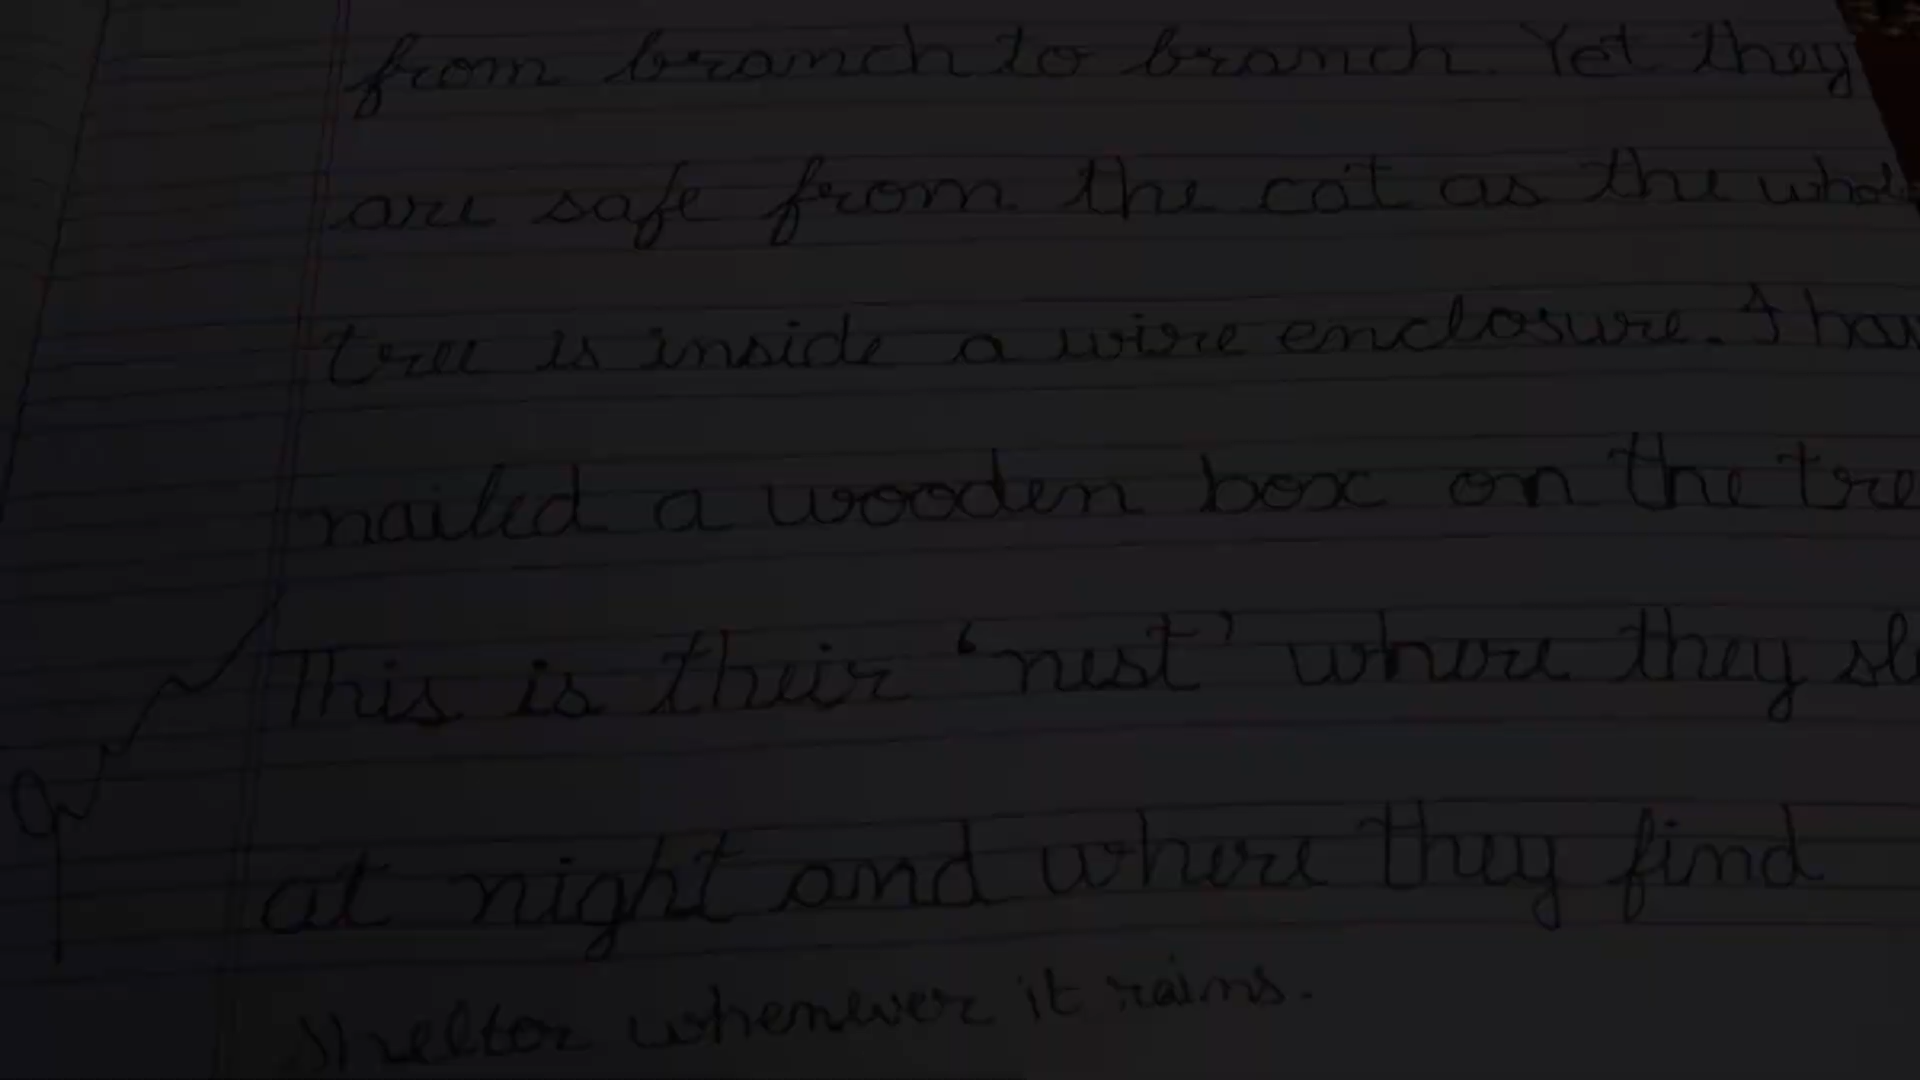 from branch to branch. Yet they
are safe from the cat as the
tree is inside a wire enclosure. I
nailed a wooden box on the
This is their ‘nest’ where they
at night and where they find
shelter whenever it rains.